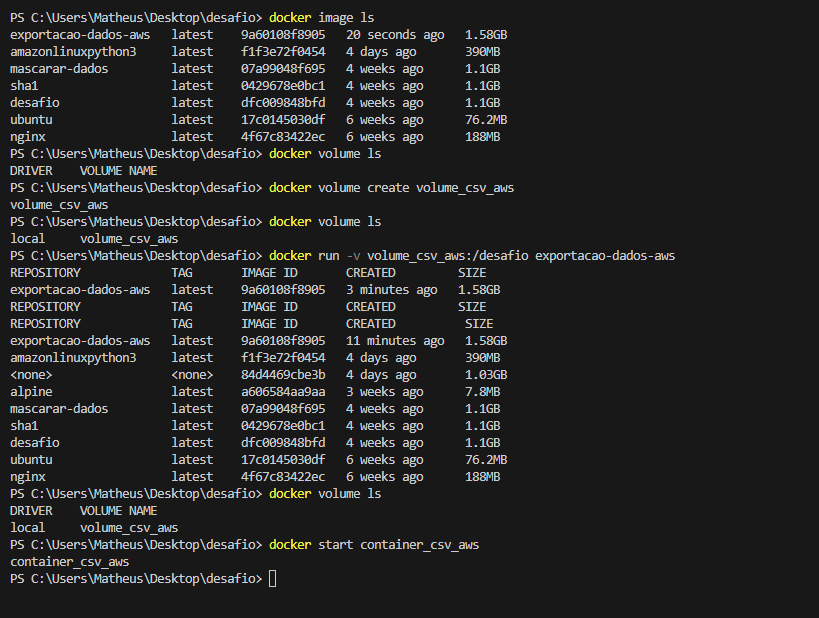 PS C:\Users\Matheus\Desktop\desafio> docker image ls
exportacao-dados-aws   latest    9a60108f8905   20 seconds ago   1.58GB
amazonlinuxpython3     latest    f1f3e72f0454   4 days ago       390MB
mascarar-dados         latest    07a99048f695   4 weeks ago      1.1GB
sha1                   latest    0429678e0bc1   4 weeks ago      1.1GB
desafio                latest    dfc009848bfd   4 weeks ago      1.1GB
ubuntu                 latest    17c0145030df   6 weeks ago      76.2MB
nginx                  latest    4f67c83422ec   6 weeks ago      188MB
PS C:\Users\Matheus\Desktop\desafio> docker volume ls
DRIVER    VOLUME NAME
PS C:\Users\Matheus\Desktop\desafio> docker volume create volume_csv_aws
volume_csv_aws
PS C:\Users\Matheus\Desktop\desafio> docker volume ls
local     volume_csv_aws
PS C:\Users\Matheus\Desktop\desafio> docker run -v volume_csv_aws:/desafio exportacao-dados-aws
REPOSITORY             TAG       IMAGE ID       CREATED         SIZE
exportacao-dados-aws   latest    9a60108f8905   3 minutes ago   1.58GB
REPOSITORY             TAG       IMAGE ID       CREATED         SIZE
REPOSITORY             TAG       IMAGE ID       CREATED          SIZE
exportacao-dados-aws   latest    9a60108f8905   11 minutes ago   1.58GB
amazonlinuxpython3     latest    f1f3e72f0454   4 days ago       390MB
<none>                 <none>    84d4469cbe3b   4 days ago       1.03GB
alpine                 latest    a606584aa9aa   3 weeks ago      7.8MB
mascarar-dados         latest    07a99048f695   4 weeks ago      1.1GB
sha1                   latest    0429678e0bc1   4 weeks ago      1.1GB
desafio                latest    dfc009848bfd   4 weeks ago      1.1GB
ubuntu                 latest    17c0145030df   6 weeks ago      76.2MB
nginx                  latest    4f67c83422ec   6 weeks ago      188MB
PS C:\Users\Matheus\Desktop\desafio> docker volume ls
DRIVER    VOLUME NAME
local     volume_csv_aws
PS C:\Users\Matheus\Desktop\desafio> docker start container_csv_aws
container_csv_aws
PS C:\Users\Matheus\Desktop\desafio>